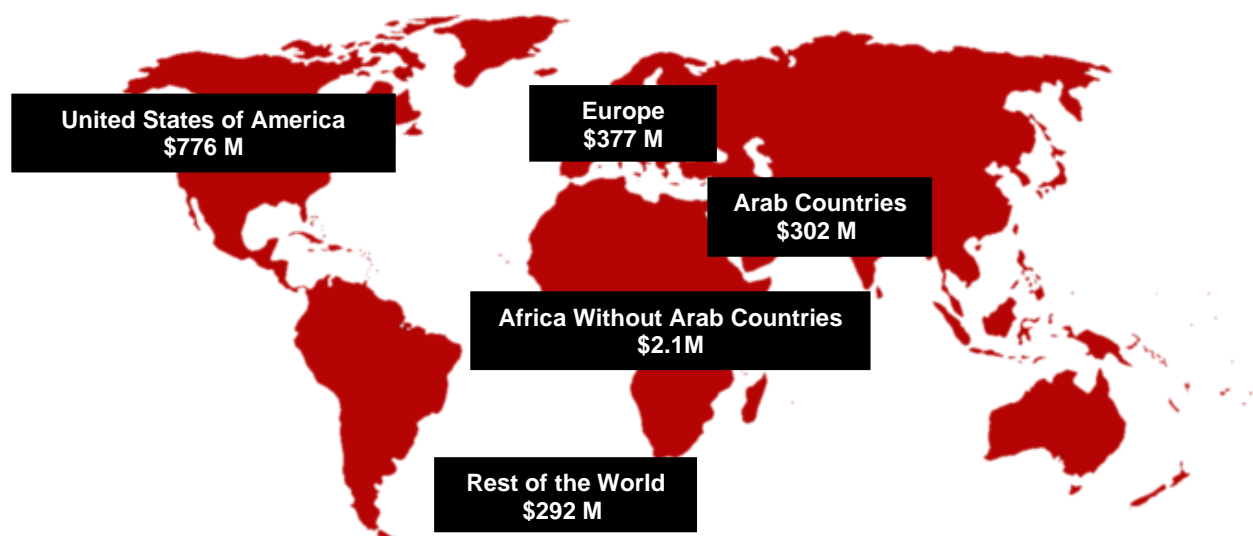 United States of America
$776 M
Europe
$377 M
Arab Countries
$302 M
Africa Without Arab Countries
$2.1M
Rest of the World
$292 M